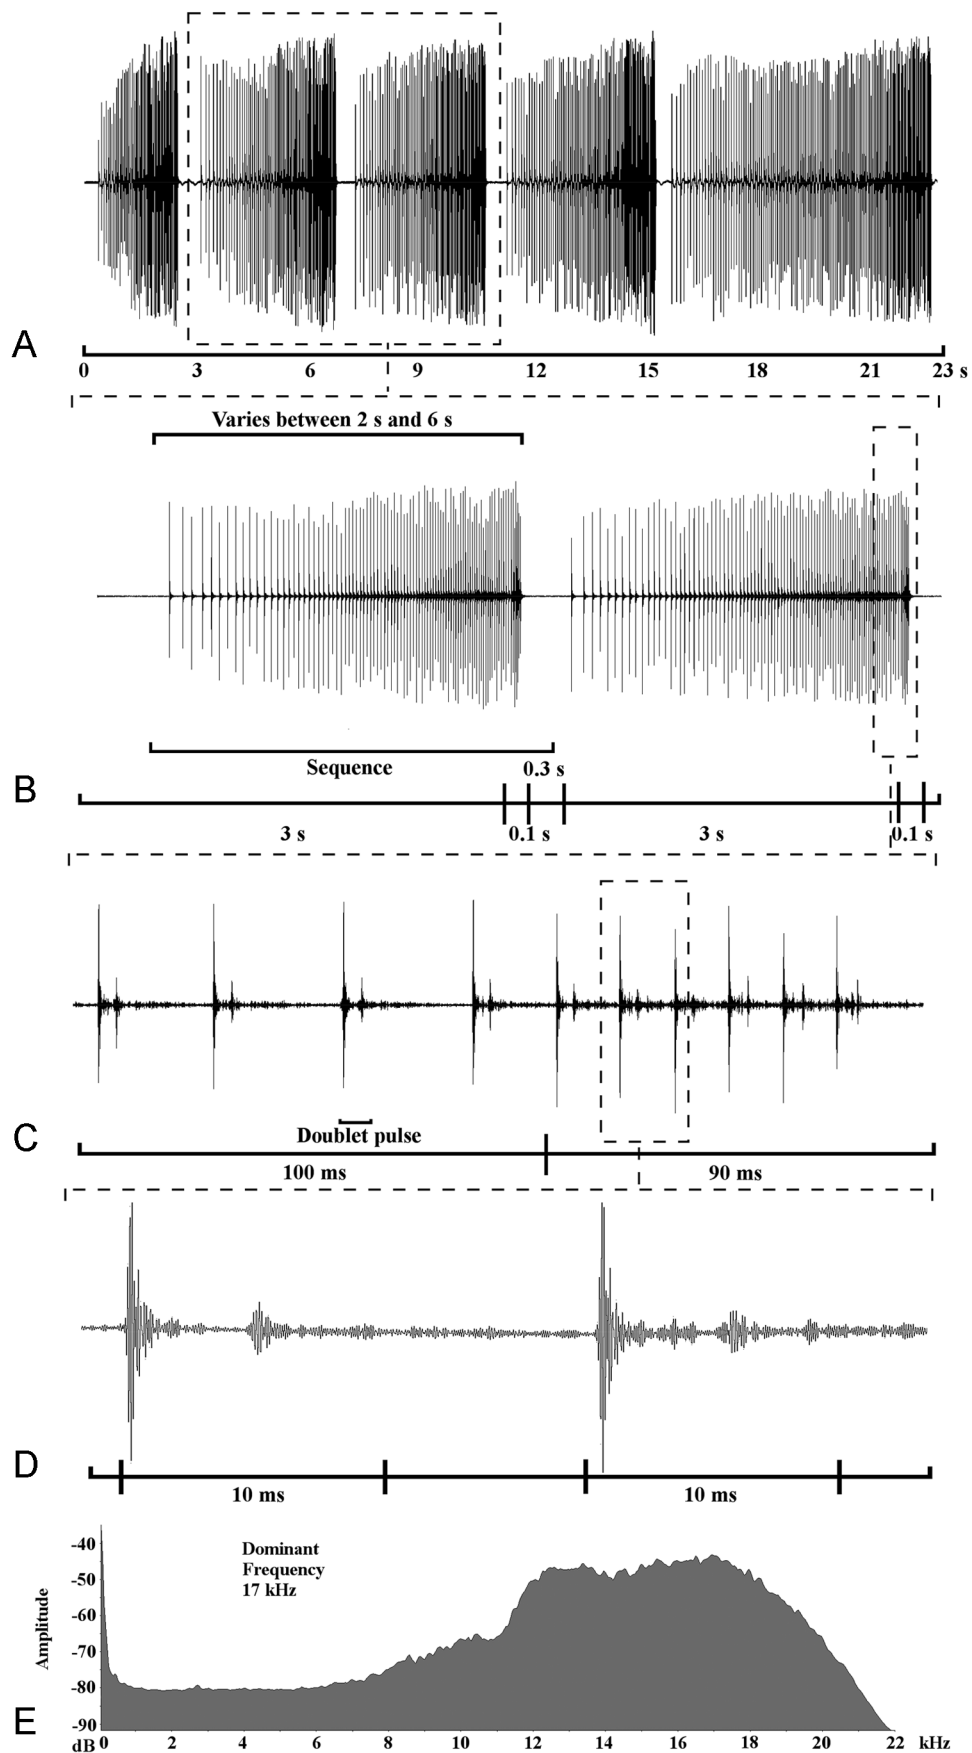 A
0 3 6 9 12 15 18 21 23 s
Varies between 2 s and 6 s
Sequence 0.3 s
B
3 s 0.1 s 3 s 0.1 s
Doublet pulse
C
100 ms 90 ms
D
10 ms 10 ms
Dominant
Frequency
17 kHz
Amplitude
-40
-50
-60
-70
-80
-90
E
dB 0 2 4 6 8 10 12 14 16 18 20 22 kHz